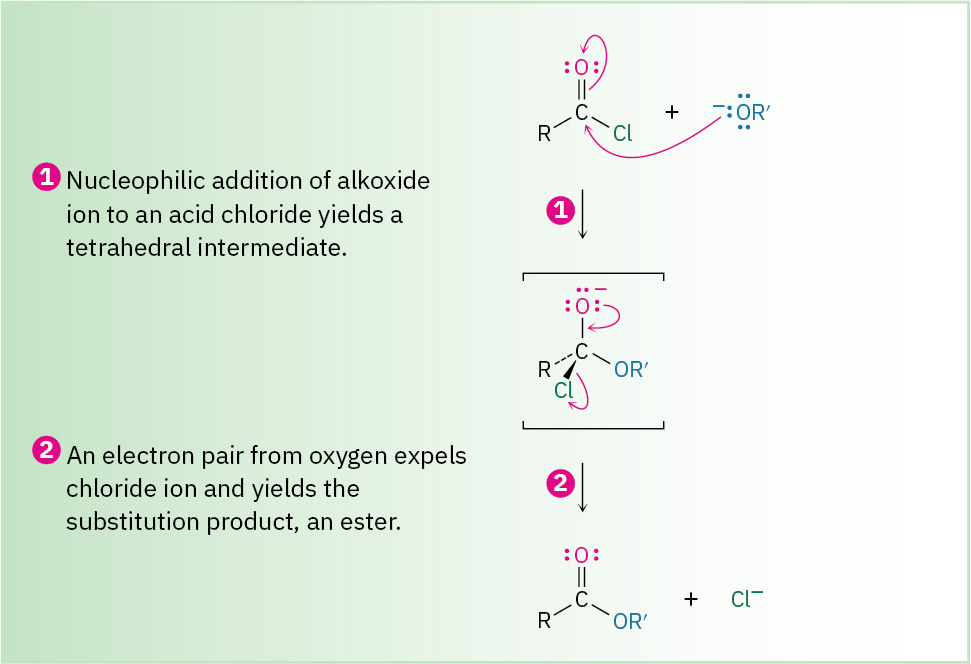 :O:
C
R
Cl
+
−:ÖR′
1 Nucleophilic addition of alkoxide
ion to an acid chloride yields a
tetrahedral intermediate.
1
:Ö:−
C
R
OR′
Cl
2 An electron pair from oxygen expels
chloride ion and yields the
substitution product, an ester.
2
:O:
C
R
OR′
+
Cl−